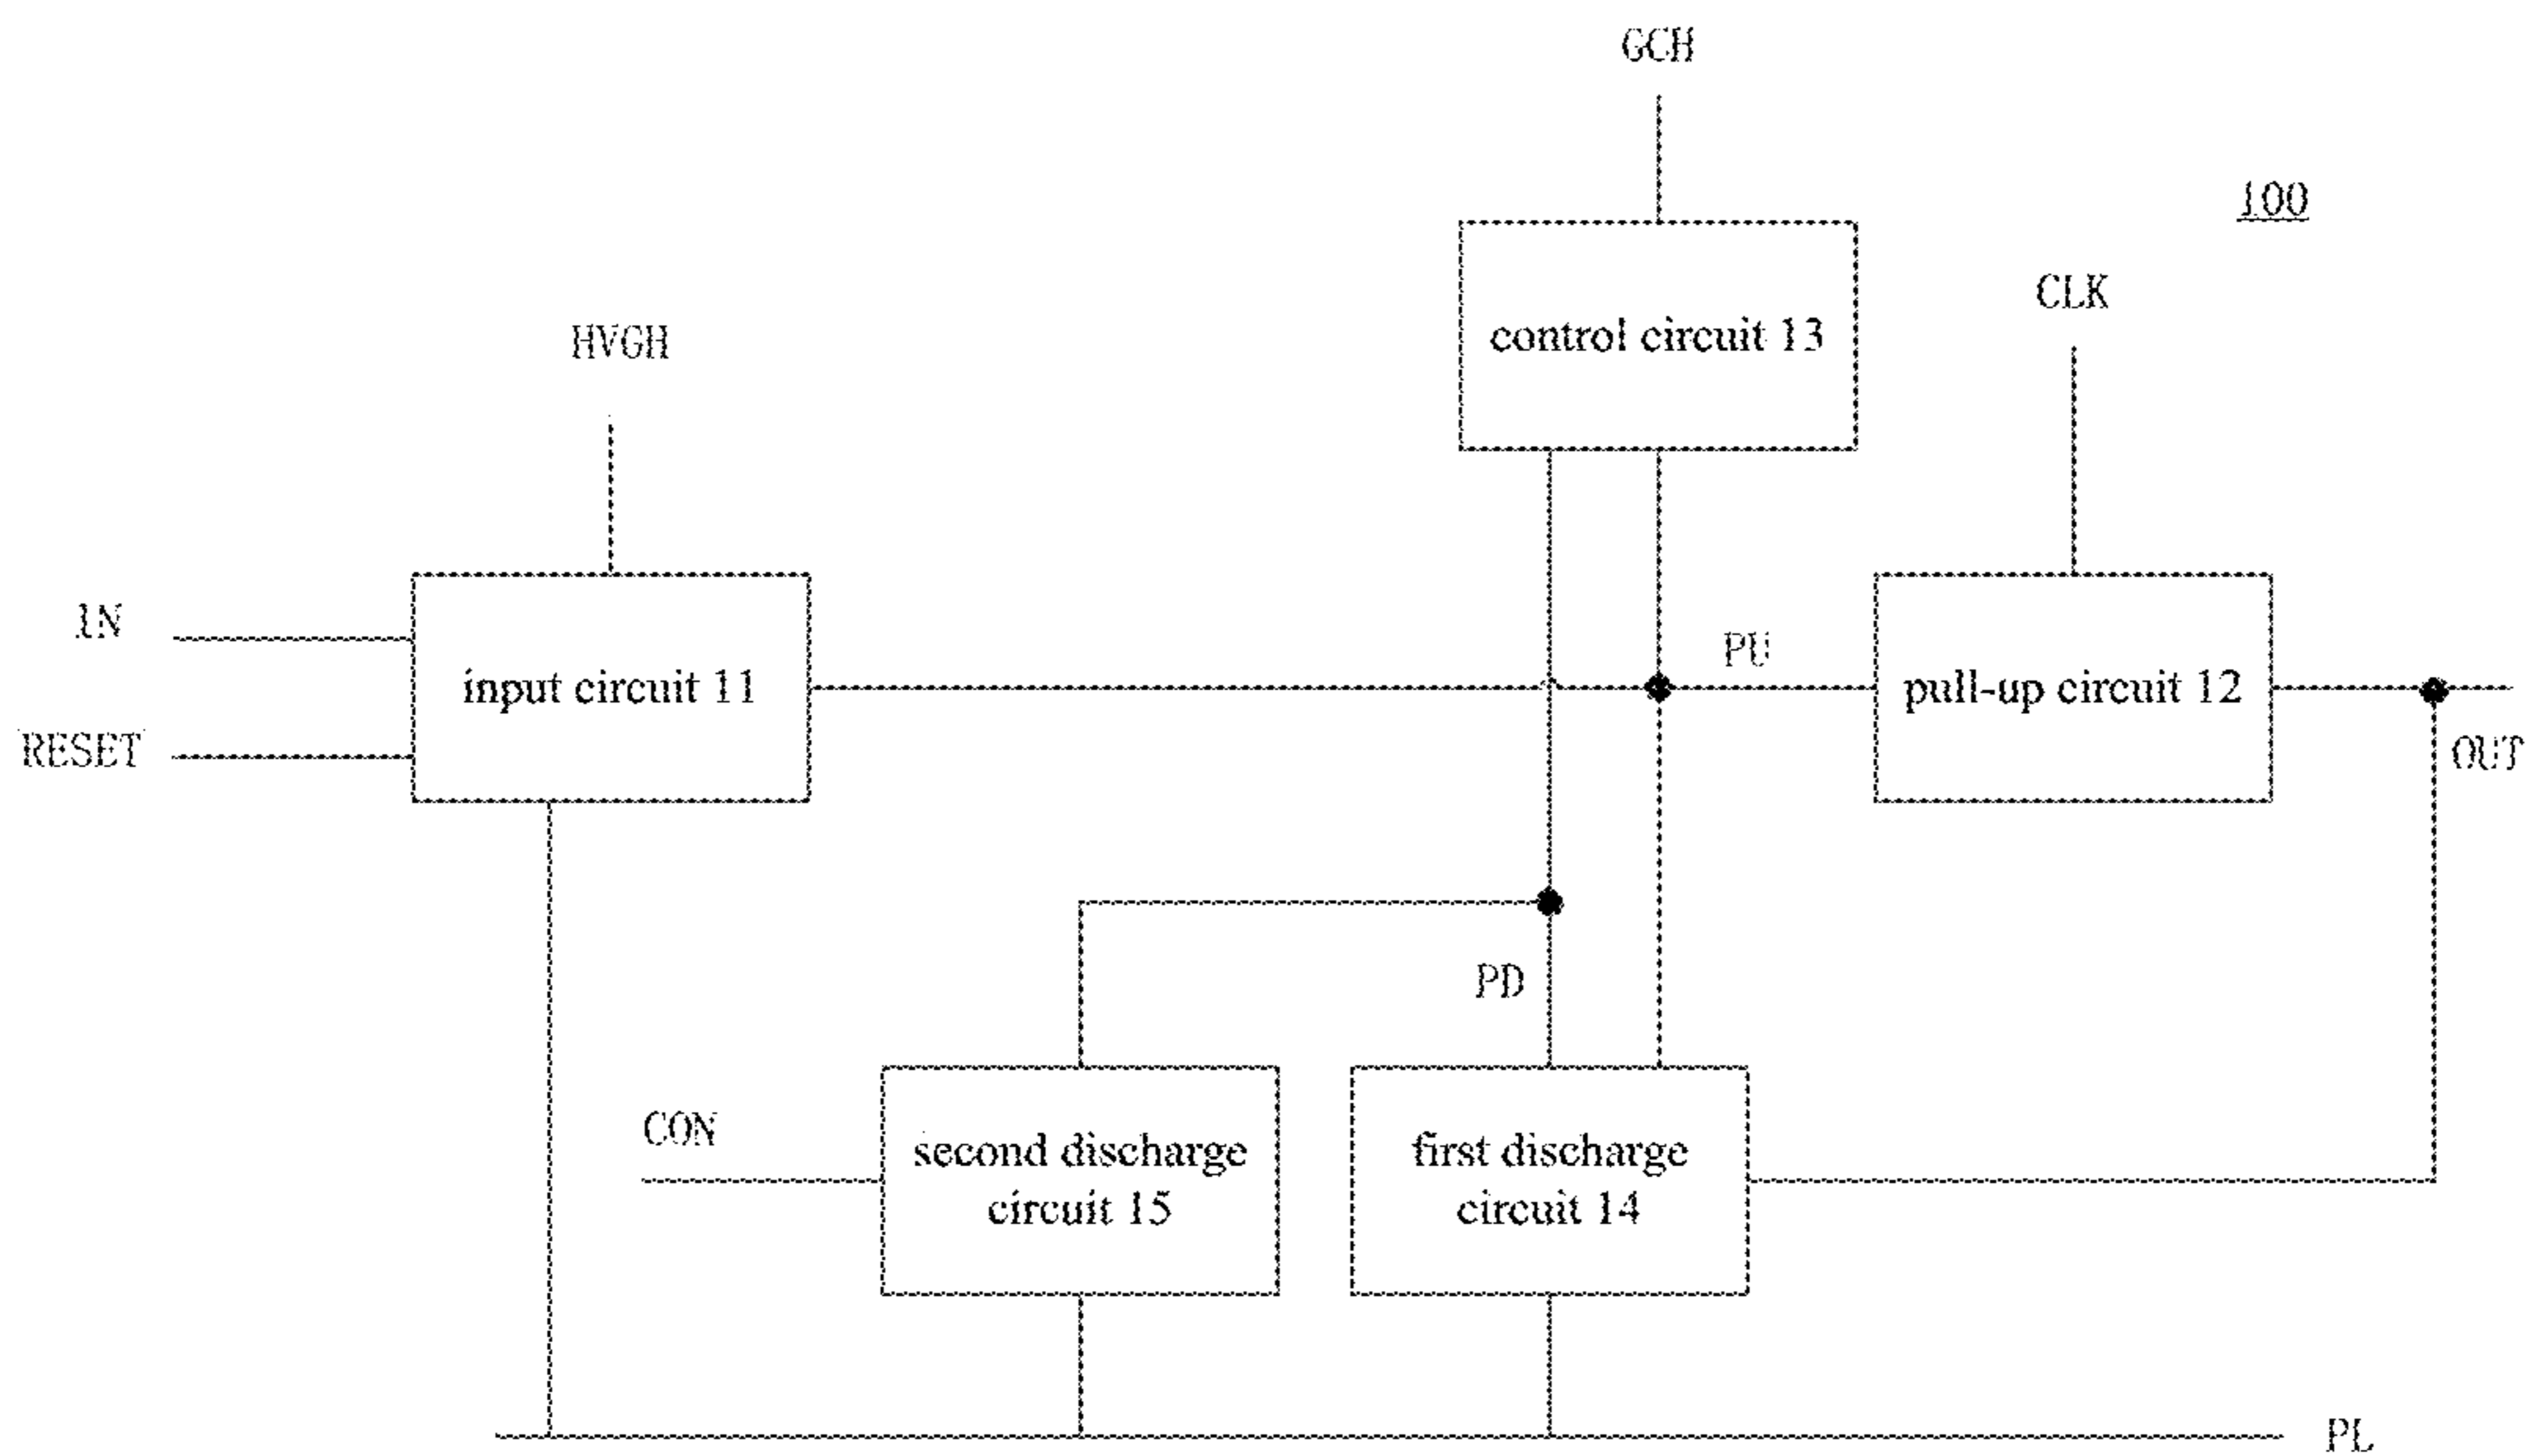 GCH
100
CLK
HVGH
control circuit 13
IN
PU
input circuit 11
pull-up circuit 12
RESET
OUT
PD
CON
second discharge
circuit 15
first discharge
circuit 14
PL